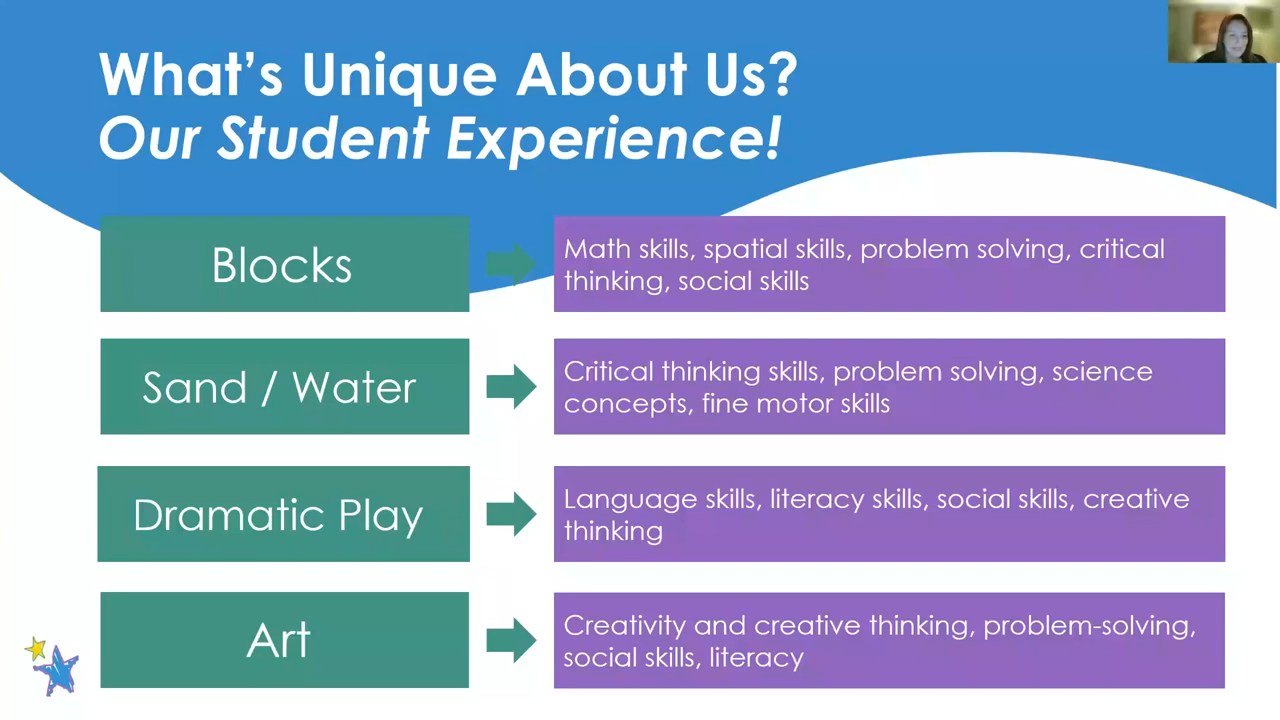 What's Unique About Us?
Our Student Experience!
Blocks
Math skills, spatial skills, problem solving, critical
thinking, social skills
Sand / Water
Critical thinking skills, problem solving, science
concepts, fine motor skills
Dramatic Play
Language skills, literacy skills, social skills, creative
thinking
Art
Creativity and creative thinking, problem-solving,
social skills, literacy